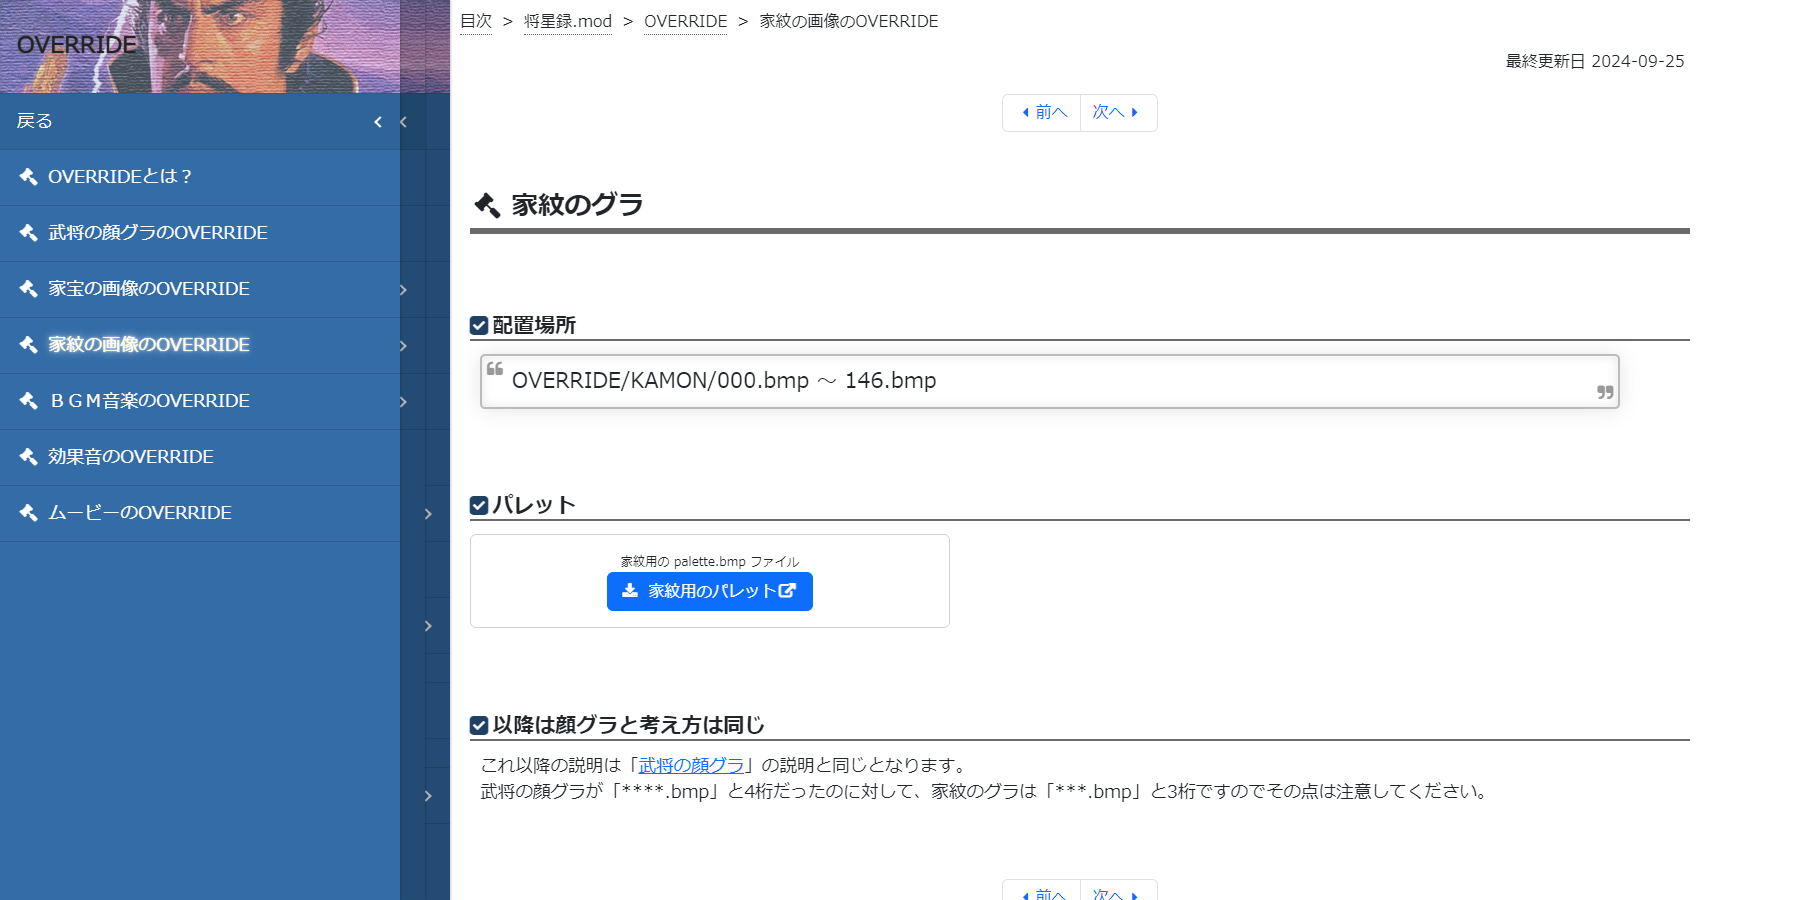 OVERRIDE
戻る
OVERRIDEとは？
武将の顔グラのOVERRIDE
家宝の画像のOVERRIDE
家紋の画像のOVERRIDE
ＢＧＭ音楽のOVERRIDE
効果音のOVERRIDE
ムービーのOVERRIDE
目次 > 将星録.mod > OVERRIDE > 家紋の画像のOVERRIDE
最終更新日 2024-09-25
前へ 次へ
家紋のグラ
配置場所
OVERRIDE/KAMON/000.bmp ～ 146.bmp
パレット
家紋用の palette.bmp ファイル
家紋用のパレット
以降は顔グラと考え方は同じ
これ以降の説明は「武将の顔グラ」の説明と同じとなります。
武将の顔グラが「****.bmp」と4桁だったのに対して、家紋のグラは「***.bmp」と3桁ですのでその点は注意してください。
前へ 次へ